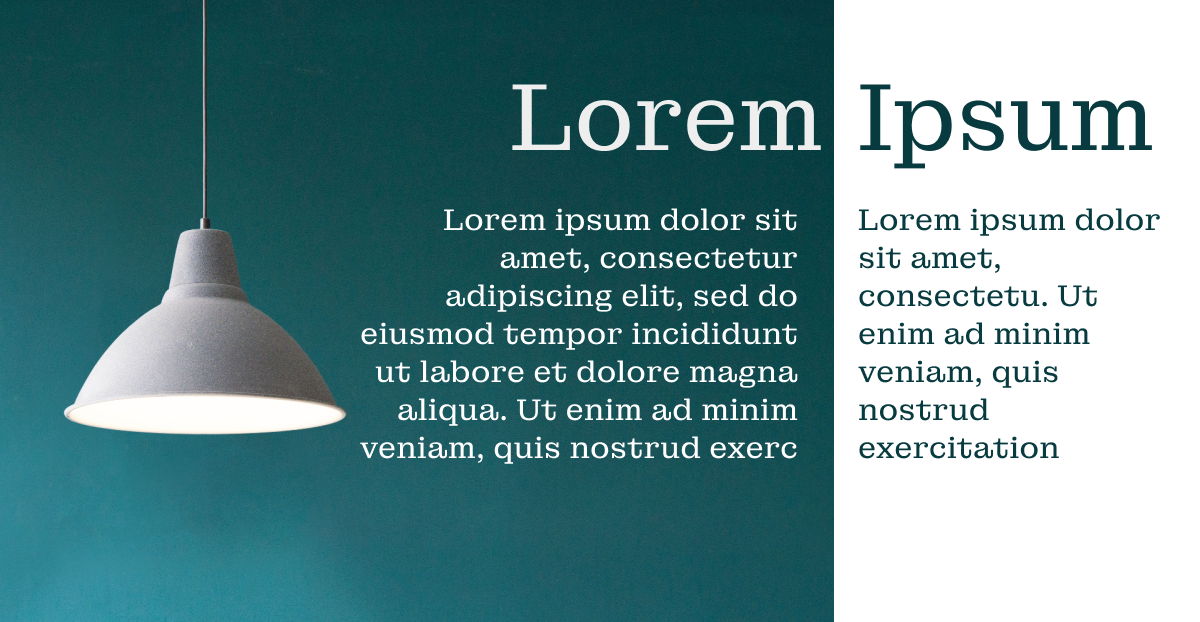 Lorem Ipsum
Lorem ipsum dolor sit
amet, consectetur
adipiscing elit, sed do
eiusmod tempor incididunt
ut labore et dolore magna
aliqua. Ut enim ad minim
veniam, quis nostrud exerc
Lorem ipsum dolor
sit amet,
consectetu. Ut
enim ad minim
veniam, quis
nostrud
exercitation